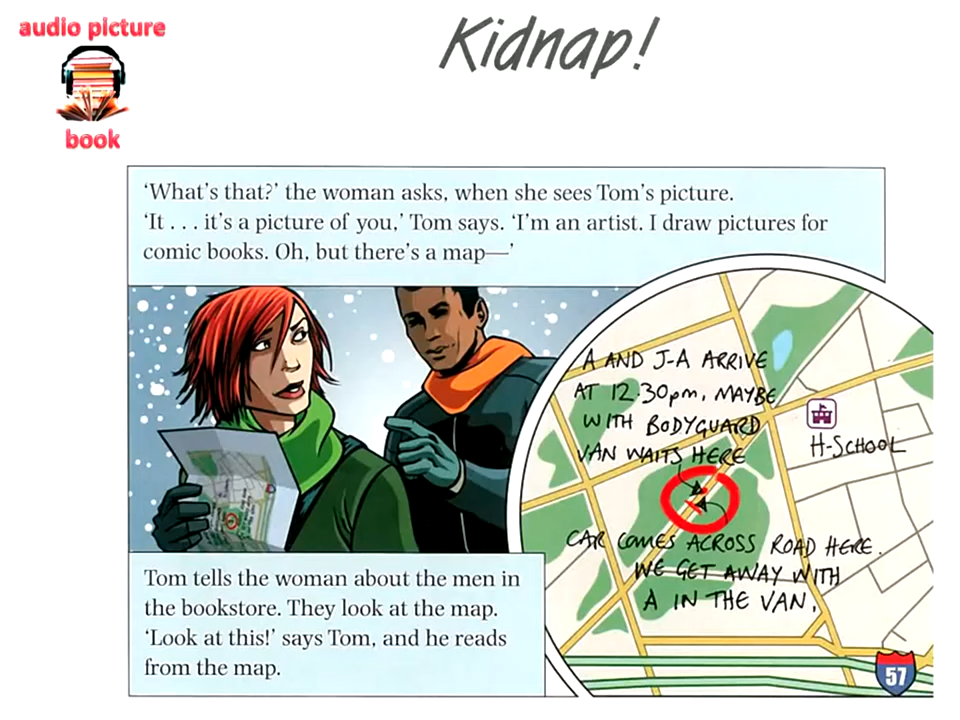 audio picture
book
Kidnap!
‘What’s that?’ the woman asks, when she sees Tom’s picture.
‘It . . . it’s a picture of you,’ Tom says. ‘I’m an artist. I draw pictures for
comic books. Oh, but there’s a map—’
A AND J-A ARRIVE
AT 12.30pm, MAYBE
WITH BODYGUARD
VAN WAITS HERE
H-SCHOOL
CAR COMES ACROSS ROAD HERE.
WE GET AWAY WITH
A IN THE VAN.
57
Tom tells the woman about the men in
the bookstore. They look at the map.
‘Look at this!’ says Tom, and he reads
from the map.